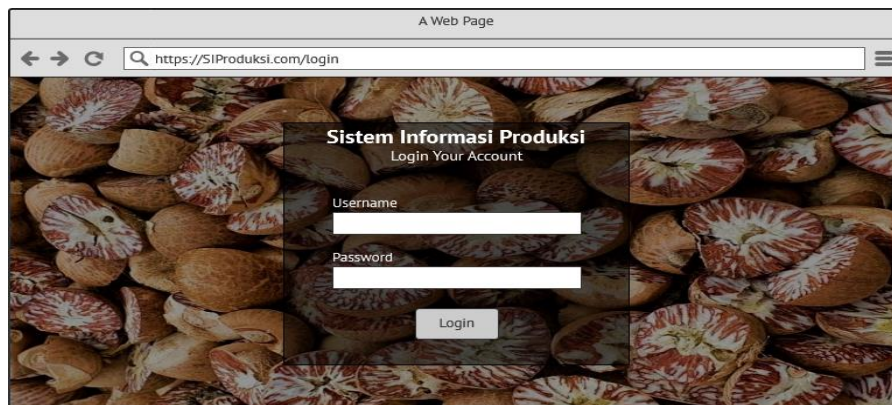 A Web Page
https://SIProduksi.com/login
Sistem Informasi Produksi
Login Your Account
Username
Password
Login